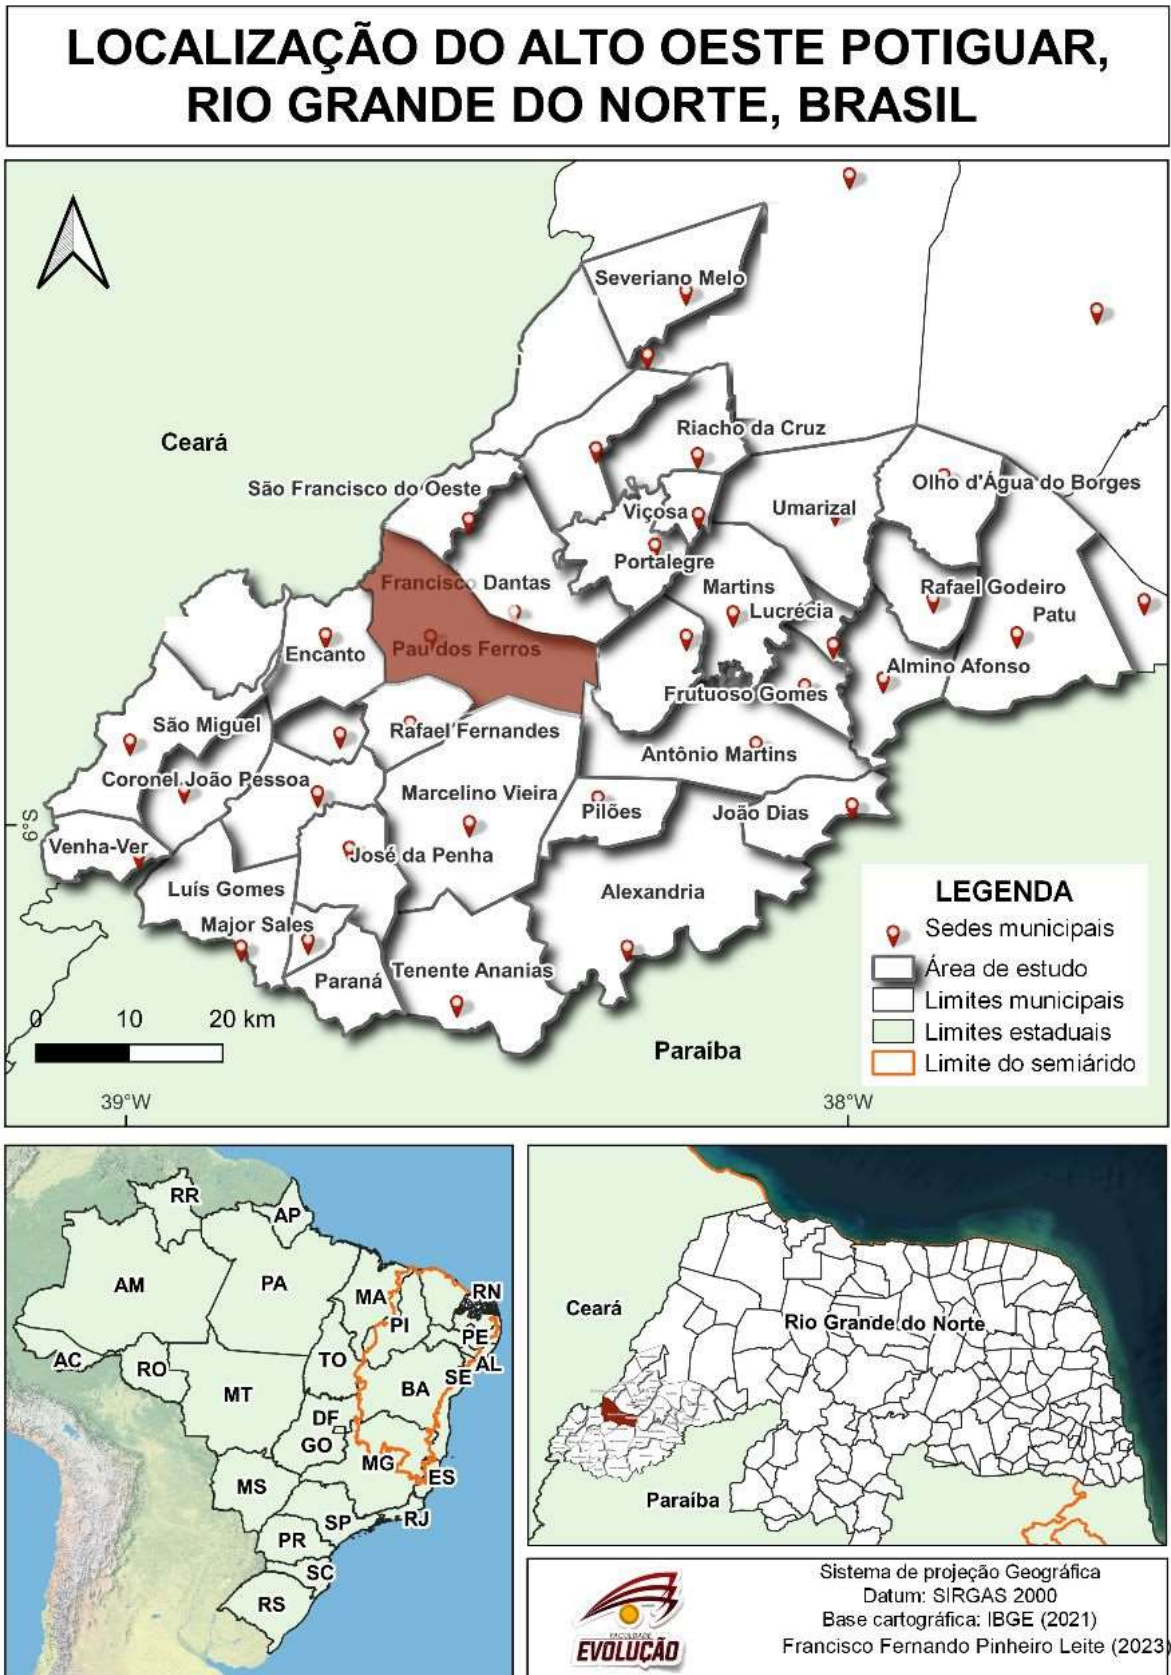 LOCALIZAÇÃO DO ALTO OESTE POTIGUAR,
RIO GRANDE DO NORTE, BRASIL
Severiano Melo
Ceará
Riacho da Cruz
São Francisco do Oeste
Olho d'Água do Borges
Viçosa
Umarizal
Portalegre
Francisco Dantas
Martins
Rafael Godeiro
Lucrécia
Patu
Encanto
Pau dos Ferros
Almino Afonso
Frutuoso Gomes
São Miguel
Rafael Fernandes
Antônio Martins
Coronel João Pessoa
Marcelino Vieira
Pilões
João Dias
6°S
Venha-Ver
José da Penha
Luís Gomes
Alexandria
Major Sales
Paraná
Tenente Ananias
Paraíba
LEGENDA
Sedes municipais
Área de estudo
Limites municipais
Limites estaduais
Limite do semiárido
0 10 20 km
39°W
38°W
RR
AP
AM
PA
MA
RN
PI
PE
AC
RO
TO
AL
SE
MT
BA
DF
GO
MG
ES
MS
SP
RJ
PR
SC
RS
Ceará
Rio Grande do Norte
Paraíba
FACULDADE
EVOLUÇÃO
Sistema de projeção Geográfica
Datum: SIRGAS 2000
Base cartográfica: IBGE (2021)
Francisco Fernando Pinheiro Leite (2023)